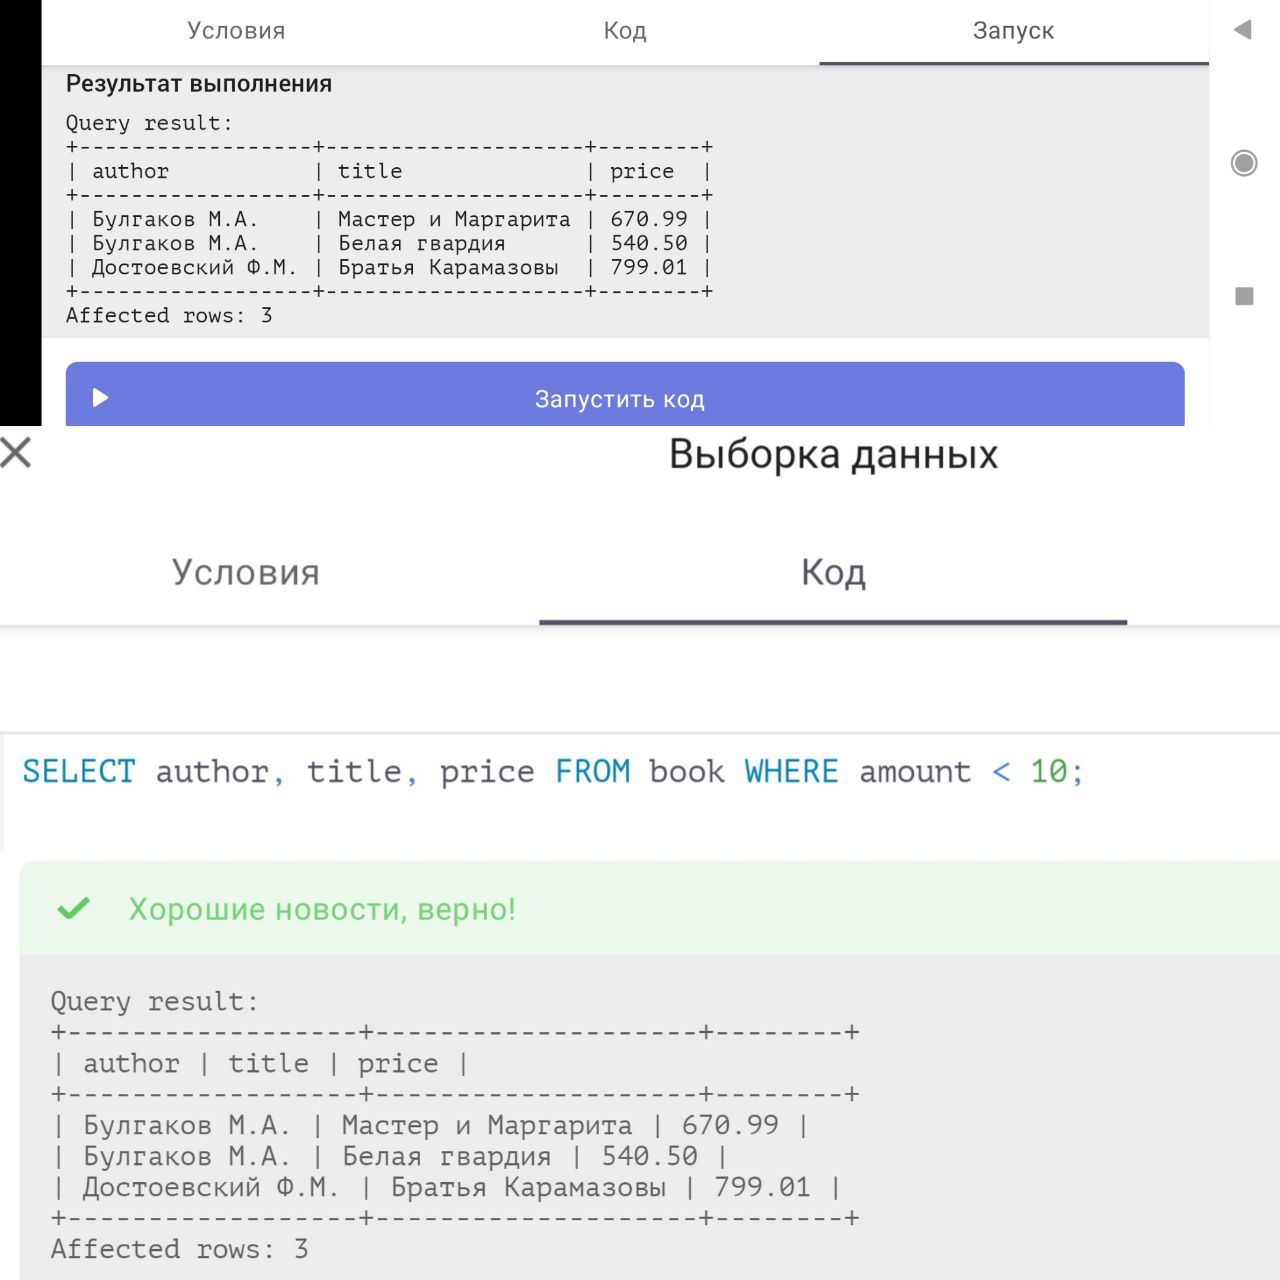 Условия Код Запуск
Результат выполнения
Query result:
+------------------+--------------------+--------+
| author           | title              | price  |
+------------------+--------------------+--------+
| Булгаков М.А.    | Мастер и Маргарита | 670.99 |
| Булгаков М.А.    | Белая гвардия      | 540.50 |
| Достоевский Ф.М. | Братья Карамазовы  | 799.01 |
+------------------+--------------------+--------+
Affected rows: 3
Запустить код
Выборка данных
Условия Код
SELECT author, title, price FROM book WHERE amount < 10;
Хорошие новости, верно!
Query result:
+------------------+--------------------+--------+
| author | title | price |
+------------------+--------------------+--------+
| Булгаков М.А. | Мастер и Маргарита | 670.99 |
| Булгаков М.А. | Белая гвардия | 540.50 |
| Достоевский Ф.М. | Братья Карамазовы | 799.01 |
+------------------+--------------------+--------+
Affected rows: 3